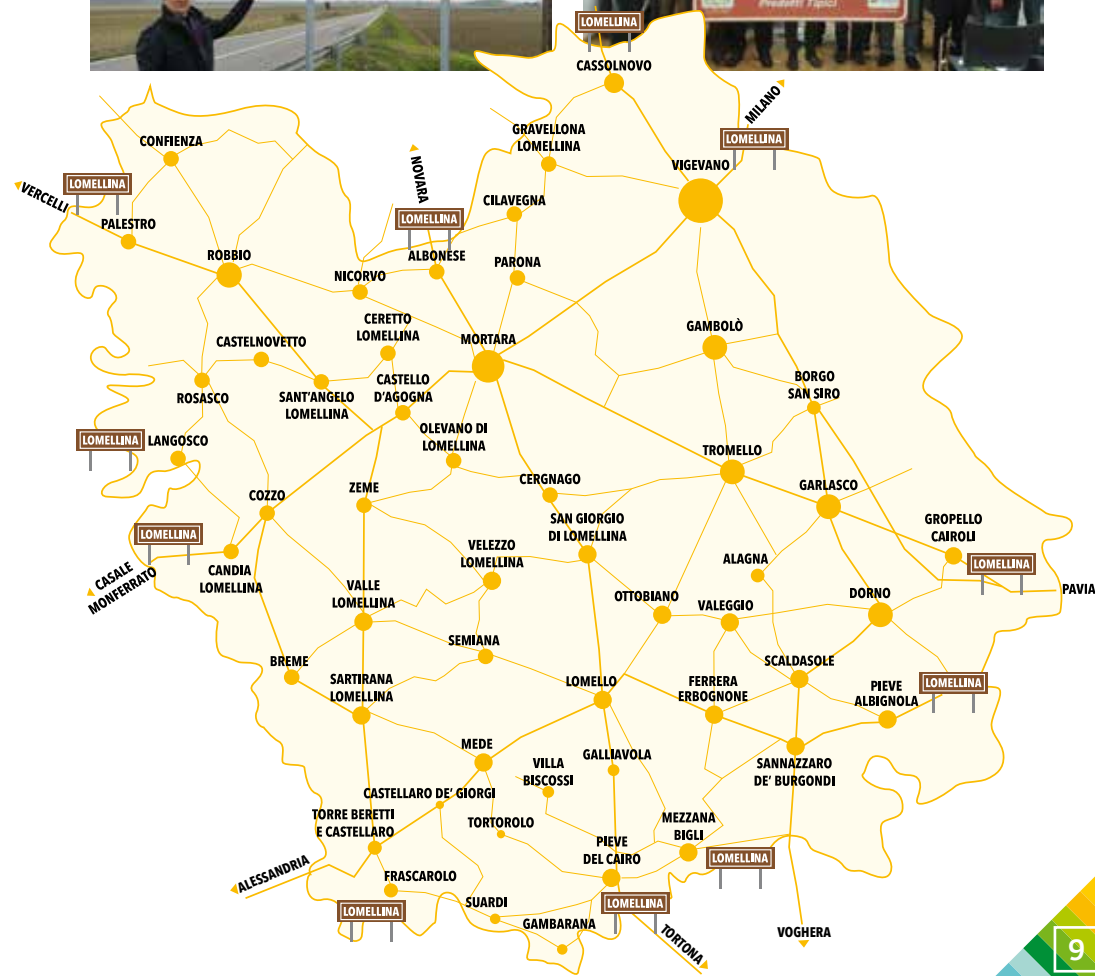 Prodotti Tipici
LOMELLINA
CASSOLNOVO
MILANO
GRAVELLONA
LOMELLINA
LOMELLINA
CONFIENZA
NOVARA
VIGEVANO
VERCELLI
LOMELLINA
CILAVEGNA
LOMELLINA
PALESTRO
ROBBIO
ALBONESE
PARONA
NICORVO
CERETTO
LOMELLINA
MORTARA
GAMBOLÒ
CASTELNOVETTO
CASTELLO
D'AGOGNA
BORGO
SAN SIRO
ROSASCO
SANT'ANGELO
LOMELLINA
OLEVANO DI
LOMELLINA
LOMELLINA
LANGOSCO
TROMELLO
CERGNAGO
GARLASCO
ZEME
COZZO
SAN GIORGIO
DI LOMELLINA
GROPELLO
CAIROLI
LOMELLINA
VELEZZO
LOMELLINA
ALAGNA
LOMELLINA
CASALE
MONFERRATO
CANDIA
LOMELLINA
VALLE
LOMELLINA
OTTOBIANO
VALEGGIO
DORNO
PAVIA
SEMIANA
BREME
SARTIRANA
LOMELLINA
LOMELLO
FERRERA
ERBOGNONE
SCALDASOLE
PIEVE
ALBIGNOLA
LOMELLINA
MEDE
GALLIAVOLA
VILLA
BISCOSSI
SANNAZZARO
DE' BURGONDI
CASTELLARO DE' GIORGI
TORRE BERETTI
E CASTELLARO
TORTOROLO
MEZZANA
BIGLI
PIEVE
DEL CAIRO
LOMELLINA
ALESSANDRIA
FRASCAROLO
LOMELLINA
SUARDI
LOMELLINA
GAMBARANA
TORTONA
VOGHERA
9